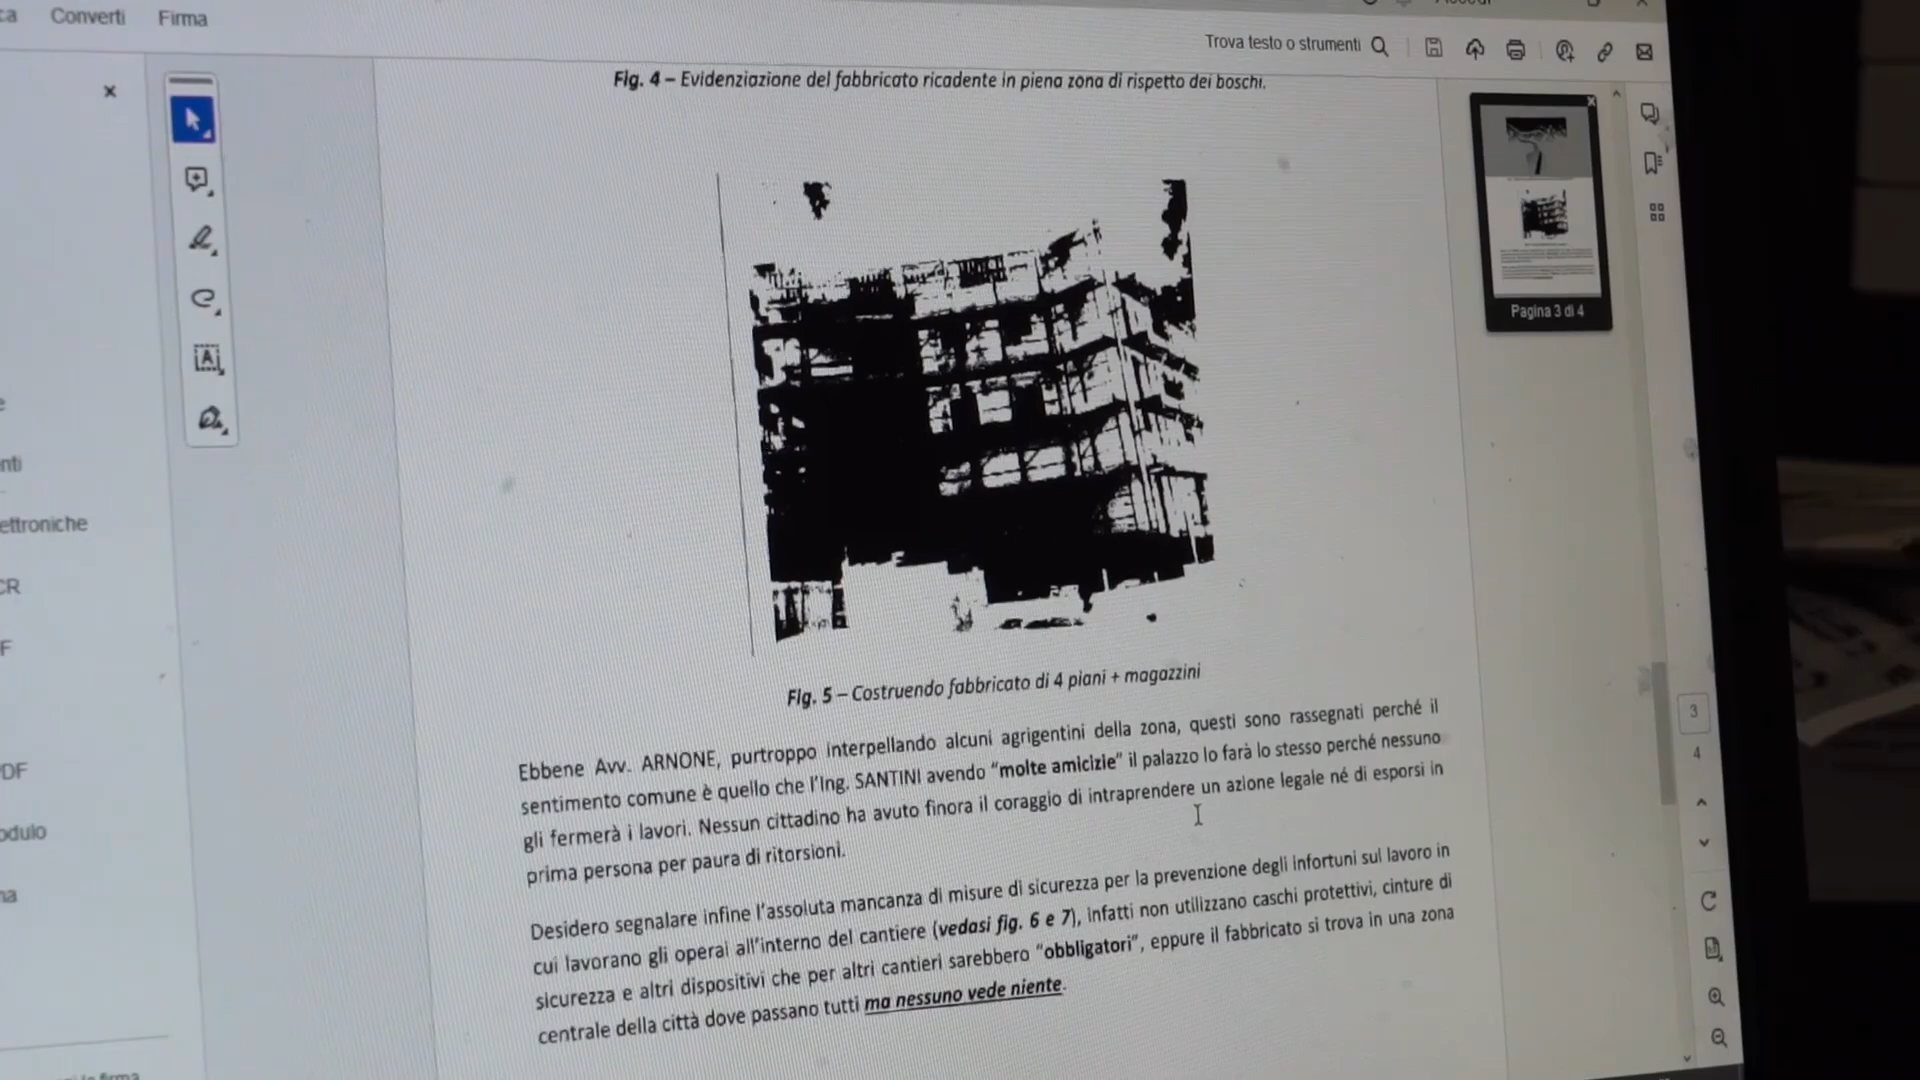 Converti Firma
Trova testo o strumenti
Fig. 4 – Evidenziazione del fabbricato ricadente in piena zona di rispetto dei boschi.
Pagina 3 di 4
Fig. 5 – Costruendo fabbricato di 4 piani + magazzini
Ebbene Avv. ARNONE, purtroppo interpellando alcuni agrigentini della zona, questi sono rassegnati perché il
sentimento comune è quello che l'Ing. SANTINI avendo "molte amicizie" il palazzo lo farà lo stesso perché nessuno
gli fermerà i lavori. Nessun cittadino ha avuto finora il coraggio di intraprendere un azione legale né di esporsi in
prima persona per paura di ritorsioni.
Desidero segnalare infine l'assoluta mancanza di misure di sicurezza per la prevenzione degli infortuni sul lavoro in
cui lavorano gli operai all'interno del cantiere (vedasi fig. 6 e 7), infatti non utilizzano caschi protettivi, cinture di
sicurezza e altri dispositivi che per altri cantieri sarebbero "obbligatori", eppure il fabbricato si trova in una zona
centrale della città dove passano tutti ma nessuno vede niente.
3
4